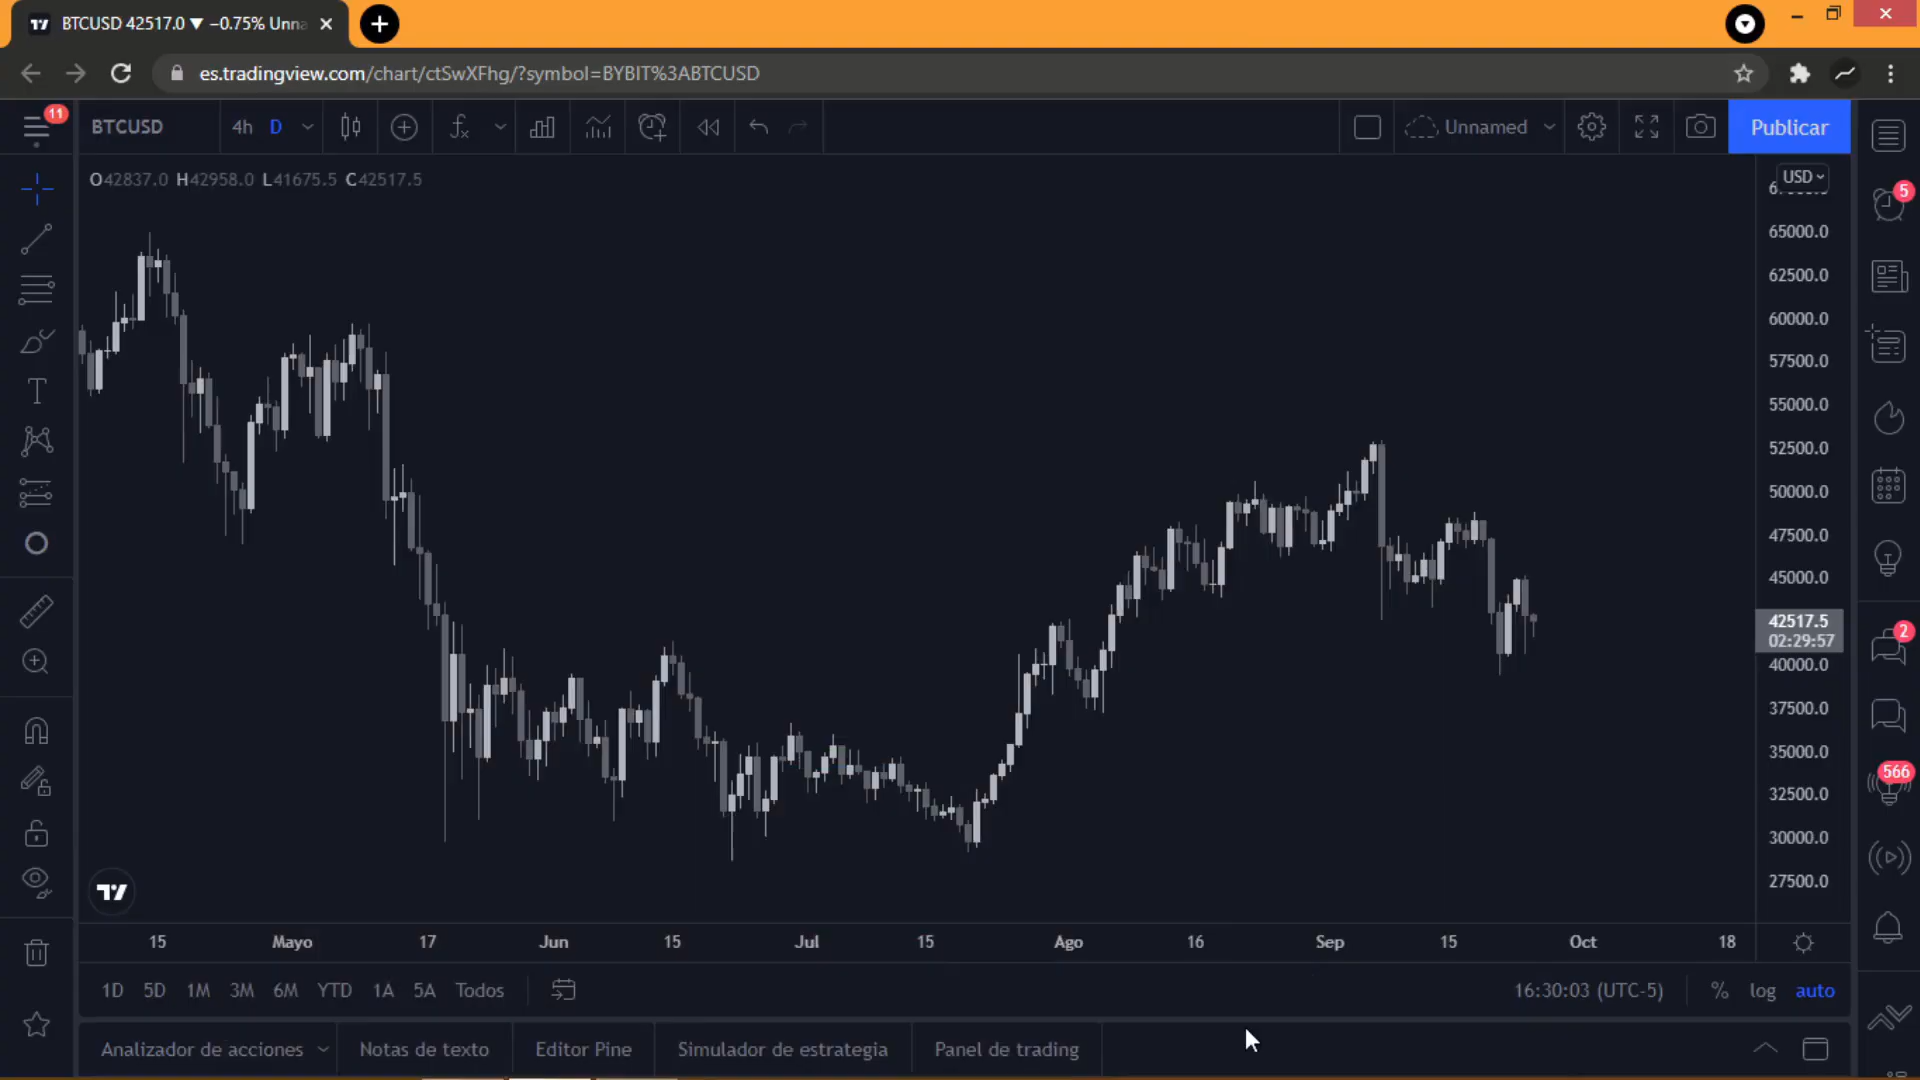 BTCUSD 42517.0 ▼ −0.75% Unna
es.tradingview.com/chart/ctSwXFhg/?symbol=BYBIT%3ABTCUSD
11
BTCUSD
4h D
Unnamed
Publicar
O42837.0 H42958.0 L41675.5 C42517.5
USD
65000.0
62500.0
60000.0
57500.0
55000.0
52500.0
50000.0
47500.0
45000.0
42517.5
02:29:57
40000.0
37500.0
35000.0
32500.0
30000.0
27500.0
5
2
566
15 Mayo 17 Jun 15 Jul 15 Ago 16 Sep 15 Oct 18
1D 5D 1M 3M 6M YTD 1A 5A Todos
16:30:03 (UTC-5) % log auto
Analizador de acciones Notas de texto Editor Pine Simulador de estrategia Panel de trading